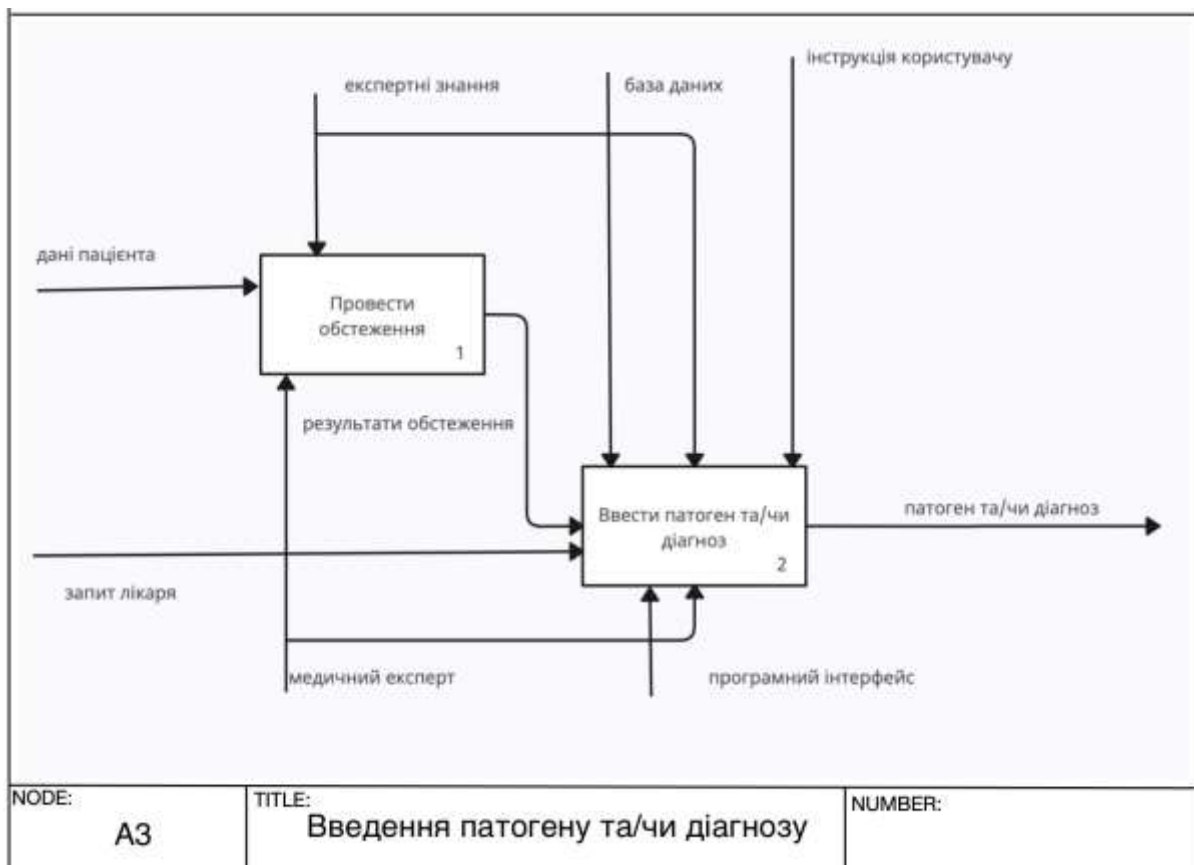 інструкція користувачу
експертні знання
база даних
дані пацієнта
Провести
обстеження
1
результати обстеження
Ввести патоген та/чи
діагноз
2
патоген та/чи діагноз
запит лікаря
медичний експерт
програмний інтерфейс
NODE:
A3
TITLE:
Введення патогену та/чи діагнозу
NUMBER: